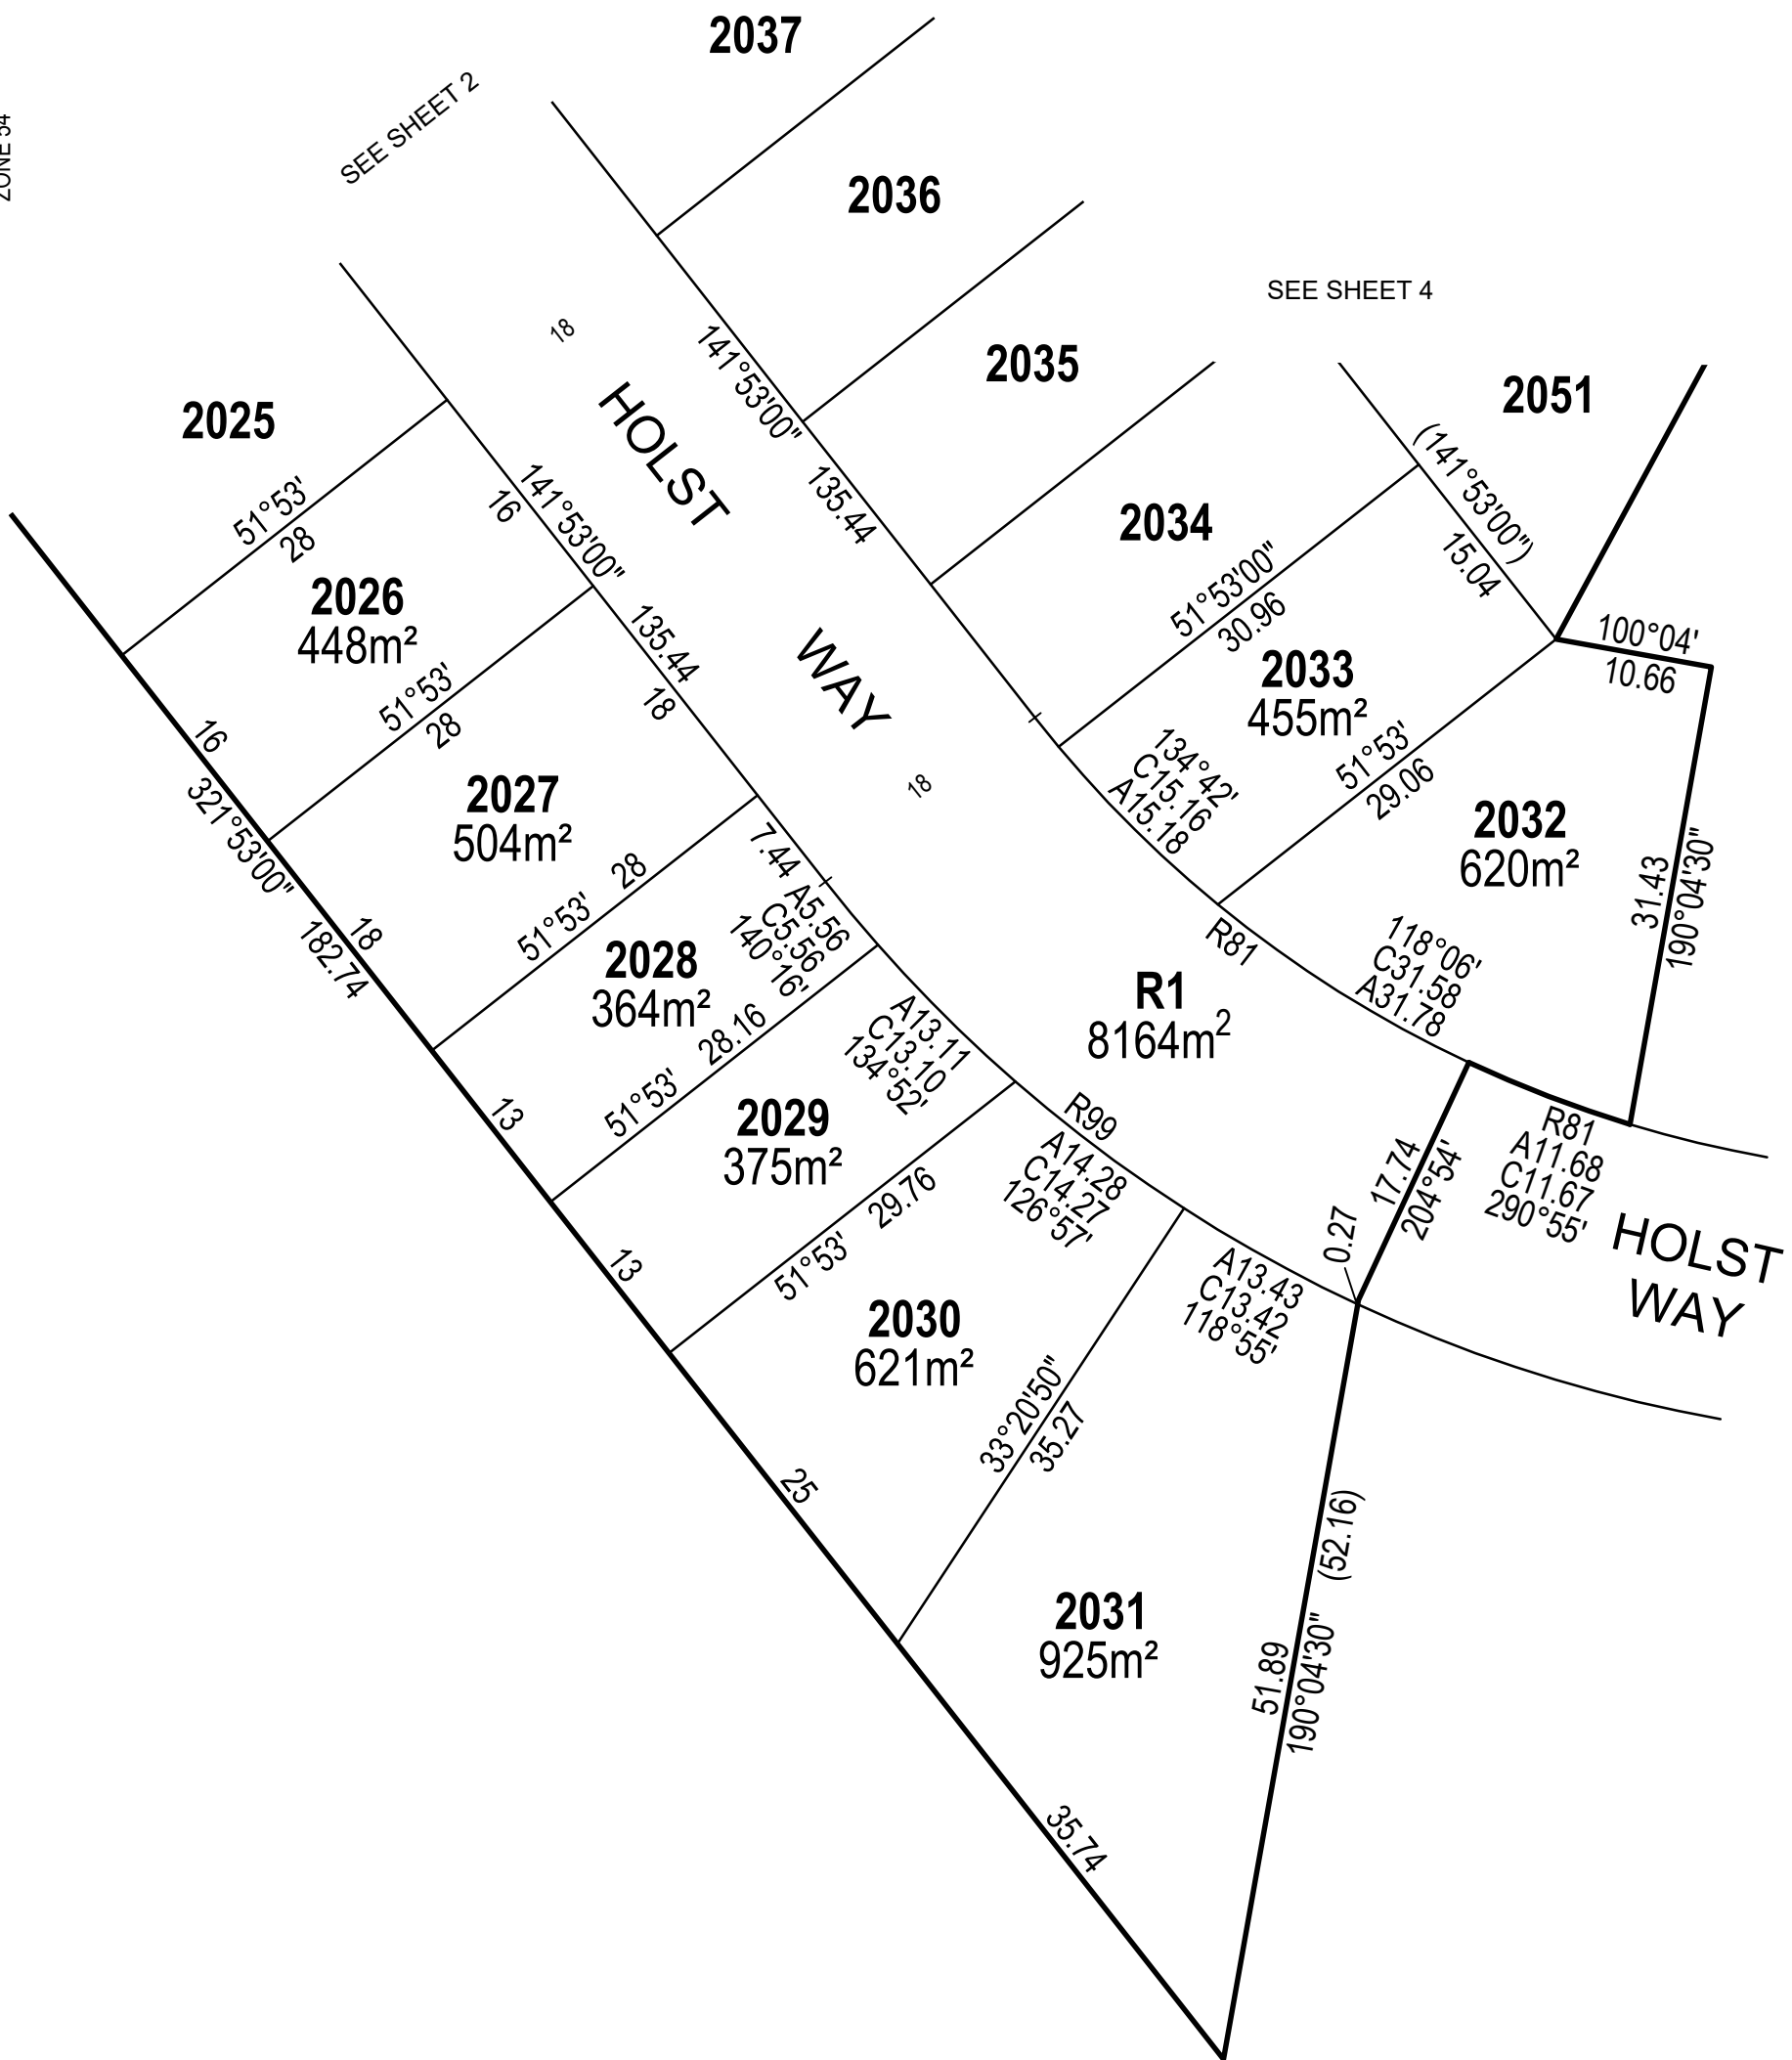 2037
SEE SHEET 2
ZONE 54
2036
SEE SHEET 4
18
141°53'00"
135.44
2035
2051
HOLST
WAY
2025
(141°53'00")
15.04
51°53'
28
16
141°53'00"
135.44
18
2034
51°53'00"
30.96
2026
448m²
100°04'
10.66
2033
455m²
51°53'
28
134°42'
C15.16
A15.18
51°53'
29.06
16
321°53'00"
182.74
2027
504m²
18
2032
620m²
31.43
190°04'30"
7.44
A5.56
C5.56
140°16'
28
51°53'
18
R81
118°06'
C31.58
A31.78
2028
364m²
R1
8164m²
28.16
51°53'
A13.11
C13.10
134°52'
13
2029
375m²
R99
A14.28
C14.27
126°57'
17.74
204°54'
R81
A11.68
C11.67
290°55'
29.76
51°53'
0.27
HOLST
WAY
13
A13.43
C13.42
118°55'
2030
621m²
33°20'50"
35.27
25
(52.16)
2031
925m²
51.89
190°04'30"
35.74